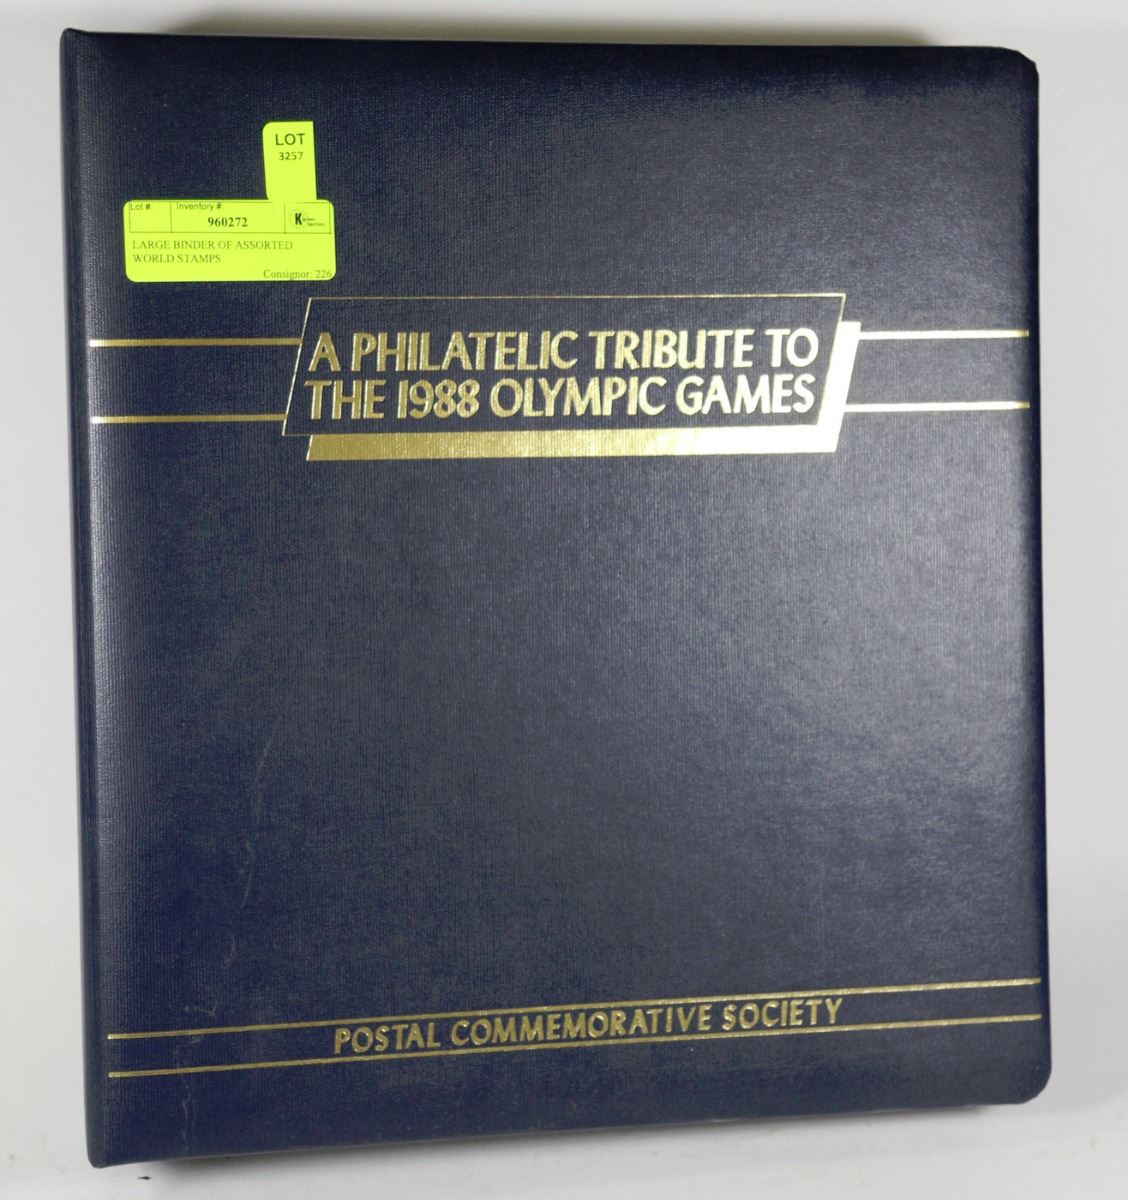 LOT
3257
Lot # Inventory #
960272
LARGE BINDER OF ASSORTED
WORLD STAMPS
Consignor: 226
A PHILATELIC TRIBUTE TO
THE 1988 OLYMPIC GAMES
POSTAL COMMEMORATIVE SOCIETY